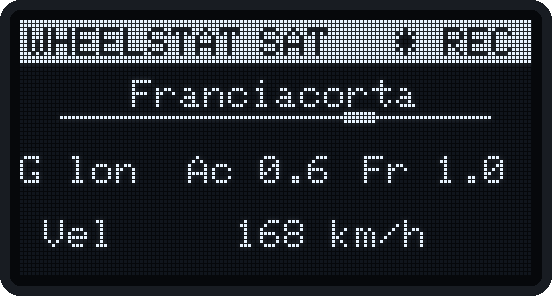 WHEELSTAT SAT REC
Franciacorta
G lon Ac 0.6 Fr 1.0
Vel 168 km/h